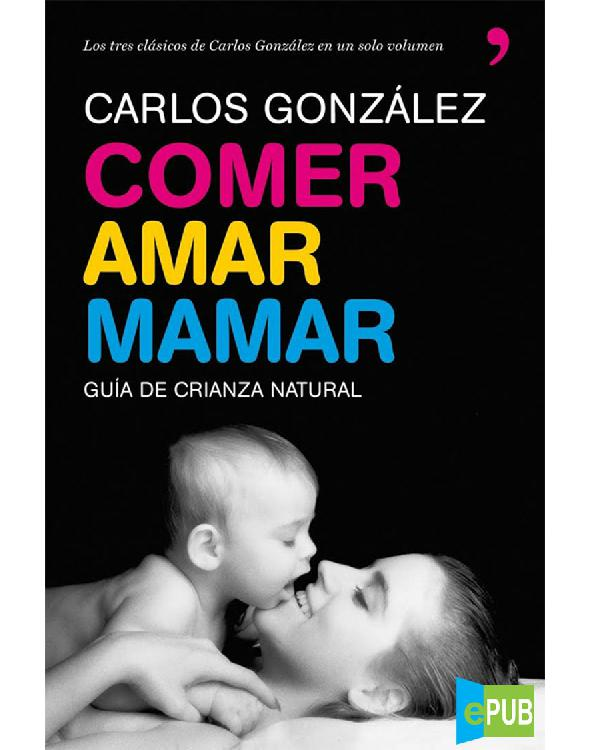 Los tres clásicos de Carlos González en un solo volumen
CARLOS GONZÁLEZ
COMER
AMAR
MAMAR
GUÍA DE CRIANZA NATURAL
ePUB